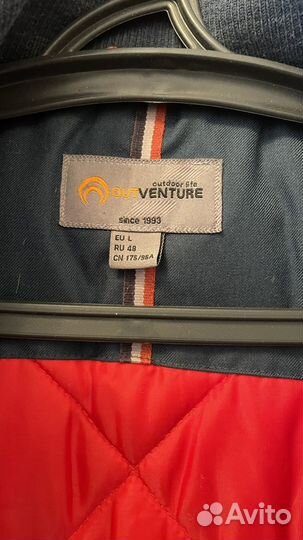 outdoor life
OUTVENTURE
since 1993
EU L
RU 48
CN 175/96A
Avito